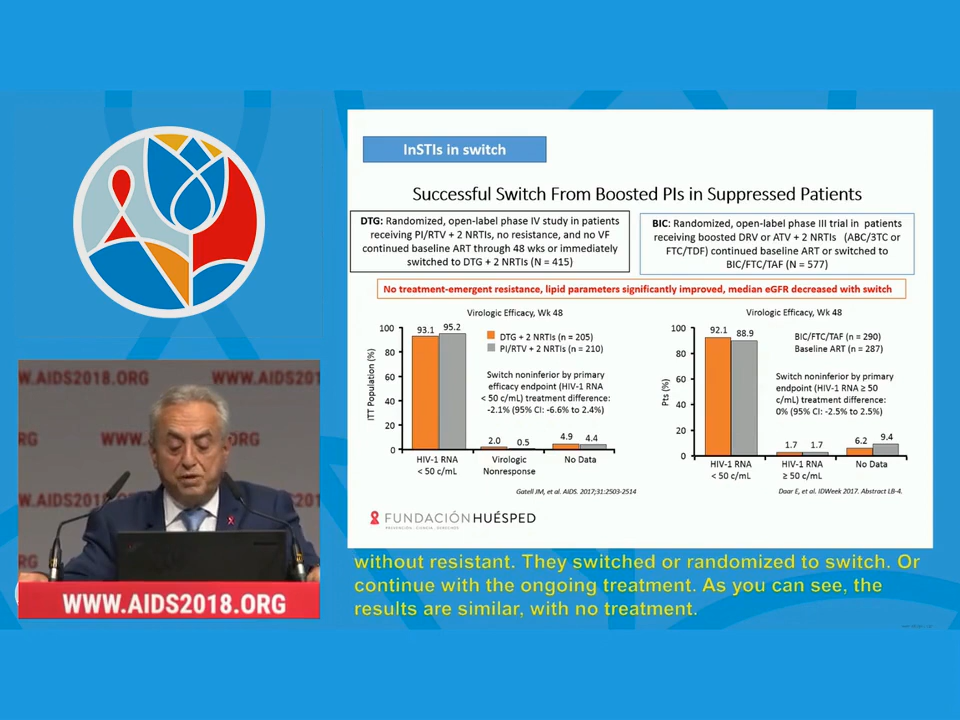 InSTIs in switch
Successful Switch From Boosted PIs in Suppressed Patients
DTG: Randomized, open-label phase IV study in patients
receiving PI/RTV + 2 NRTIs, no resistance, and no VF
continued baseline ART through 48 wks or immediately
switched to DTG + 2 NRTIs (N = 415)
BIC: Randomized, open-label phase III trial in patients
receiving boosted DRV or ATV + 2 NRTIs (ABC/3TC or
FTC/TDF) continued baseline ART or switched to
BIC/FTC/TAF (N = 577)
No treatment-emergent resistance, lipid parameters significantly improved, median eGFR decreased with switch
Virologic Efficacy, Wk 48
ITT Population (%)
100
80
60
40
20
0
93.1
95.2
2.0
0.5
4.9
4.4
DTG + 2 NRTIs (n = 205)
PI/RTV + 2 NRTIs (n = 210)
Switch noninferior by primary
efficacy endpoint (HIV-1 RNA
< 50 c/mL) treatment difference:
-2.1% (95% CI: -6.6% to 2.4%)
HIV-1 RNA
< 50 c/mL
Virologic
Nonresponse
No Data
Gatell JM, et al. AIDS. 2017;31:2503-2514
Virologic Efficacy, Wk 48
Pts (%)
100
80
60
40
20
0
92.1
88.9
1.7
1.7
6.2
9.4
BIC/FTC/TAF (n = 290)
Baseline ART (n = 287)
Switch noninferior by primary
endpoint (HIV-1 RNA ≥ 50
c/mL) treatment difference:
0% (95% CI: -2.5% to 2.5%)
HIV-1 RNA
< 50 c/mL
HIV-1 RNA
≥ 50 c/mL
No Data
Daar E, et al. IDWeek 2017. Abstract LB-4.
FUNDACIÓN HUÉSPED
PREVENCIÓN. CIENCIA. DERECHOS
W.AIDS2018.ORG
WWW.AIDS2018.ORG
RG
WWW.AIDS2018.ORG
WWW.AIDS2018.ORG
without resistant. They switched or randomized to switch. Or
continue with the ongoing treatment. As you can see, the
results are similar, with no treatment.